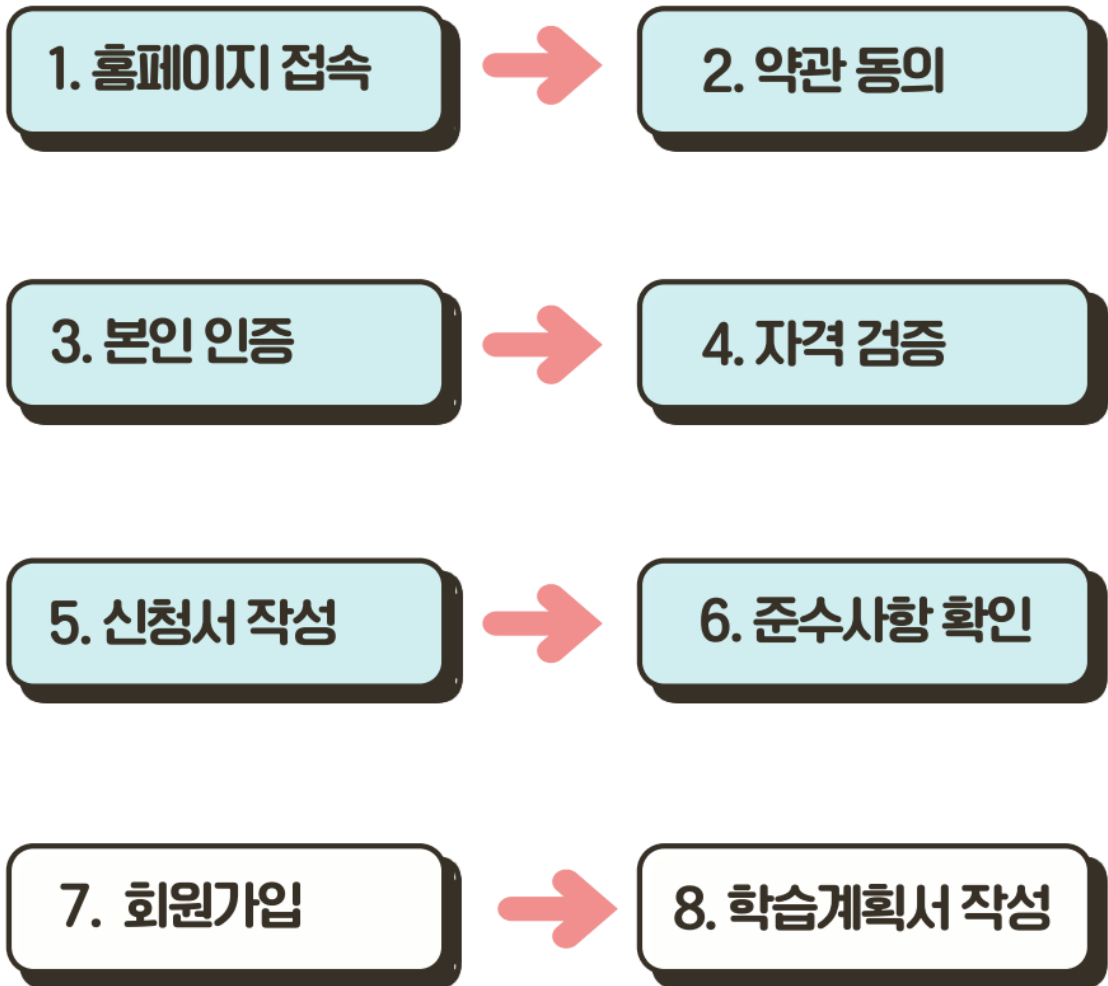 1. 홈페이지 접속
2. 약관 동의
3. 본인 인증
4. 자격 검증
5. 신청서 작성
6. 준수사항 확인
7. 회원가입
8. 학습계획서 작성